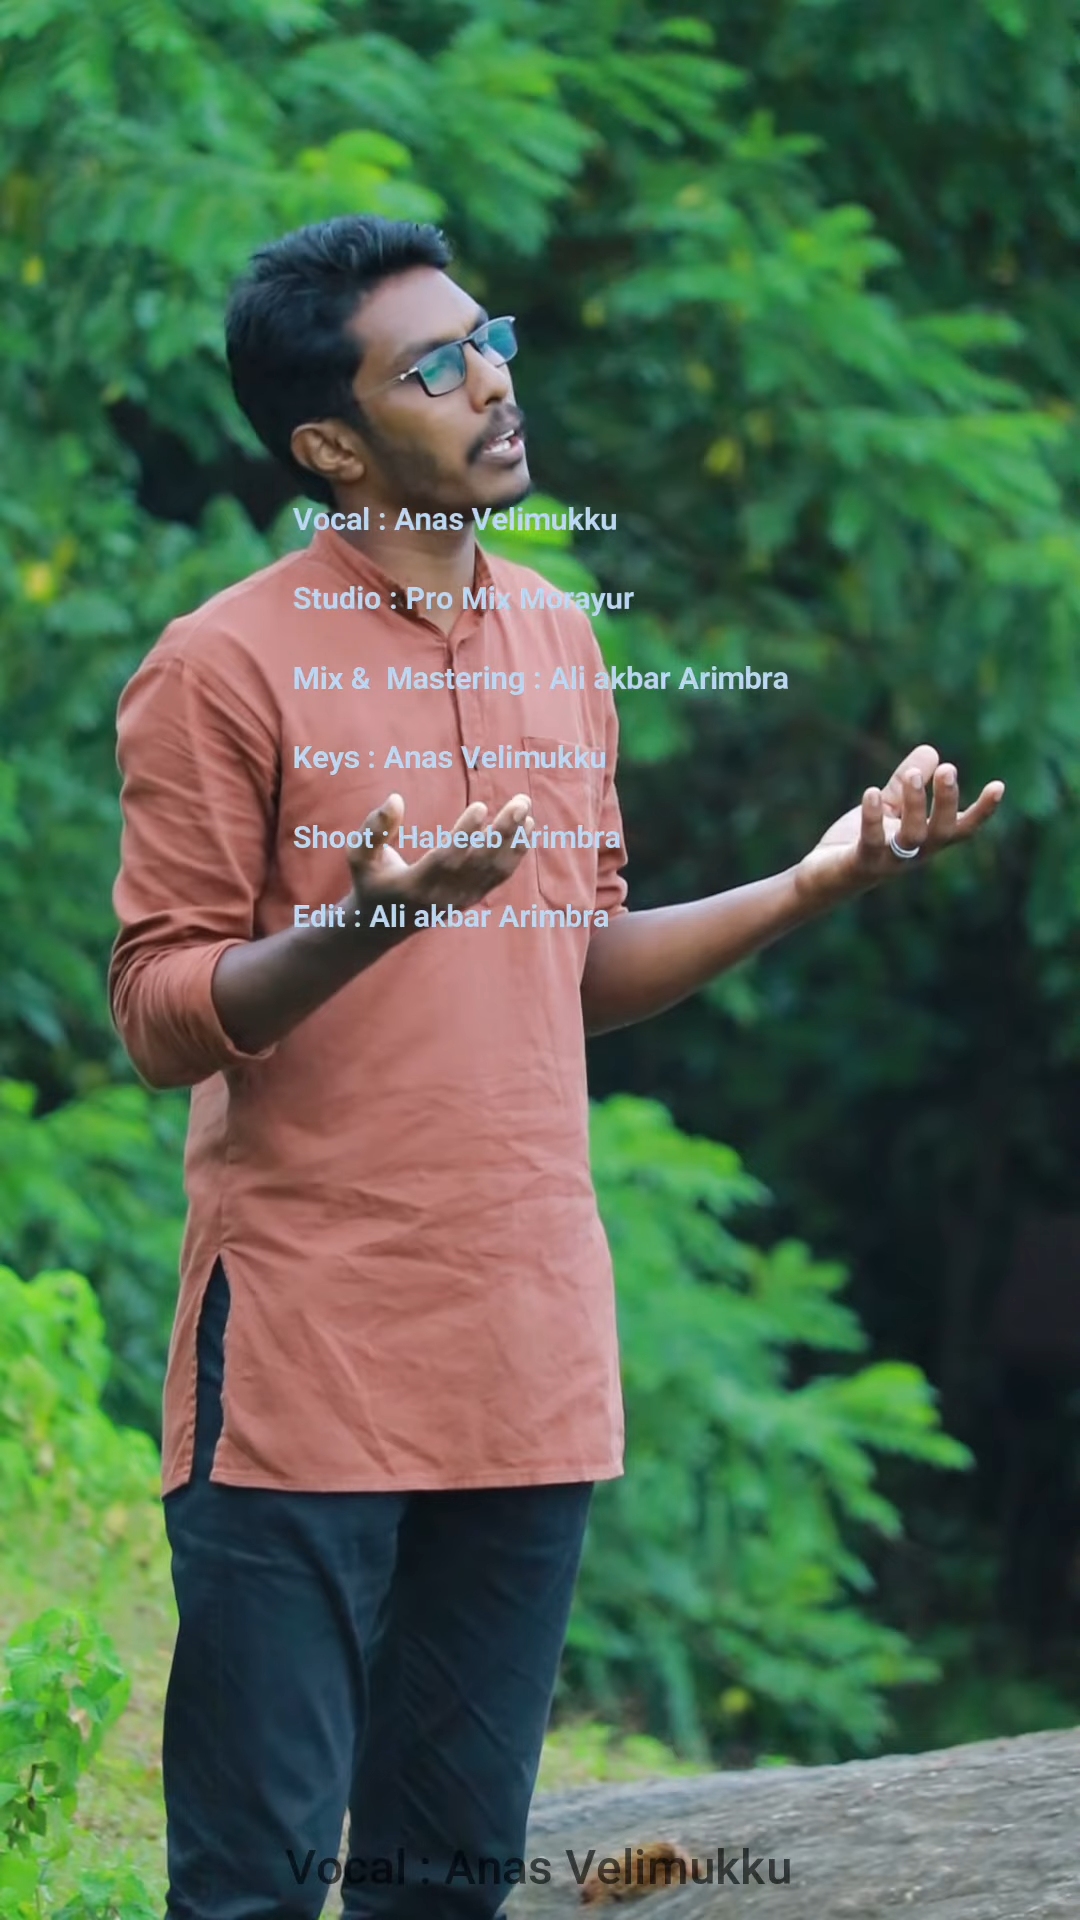 Vocal : Anas Velimukku
Studio : Pro Mix Morayur
Mix &  Mastering : Ali akbar Arimbra
Keys : Anas Velimukku
Shoot : Habeeb Arimbra
Edit : Ali akbar Arimbra
Vocal : Anas Velimukku